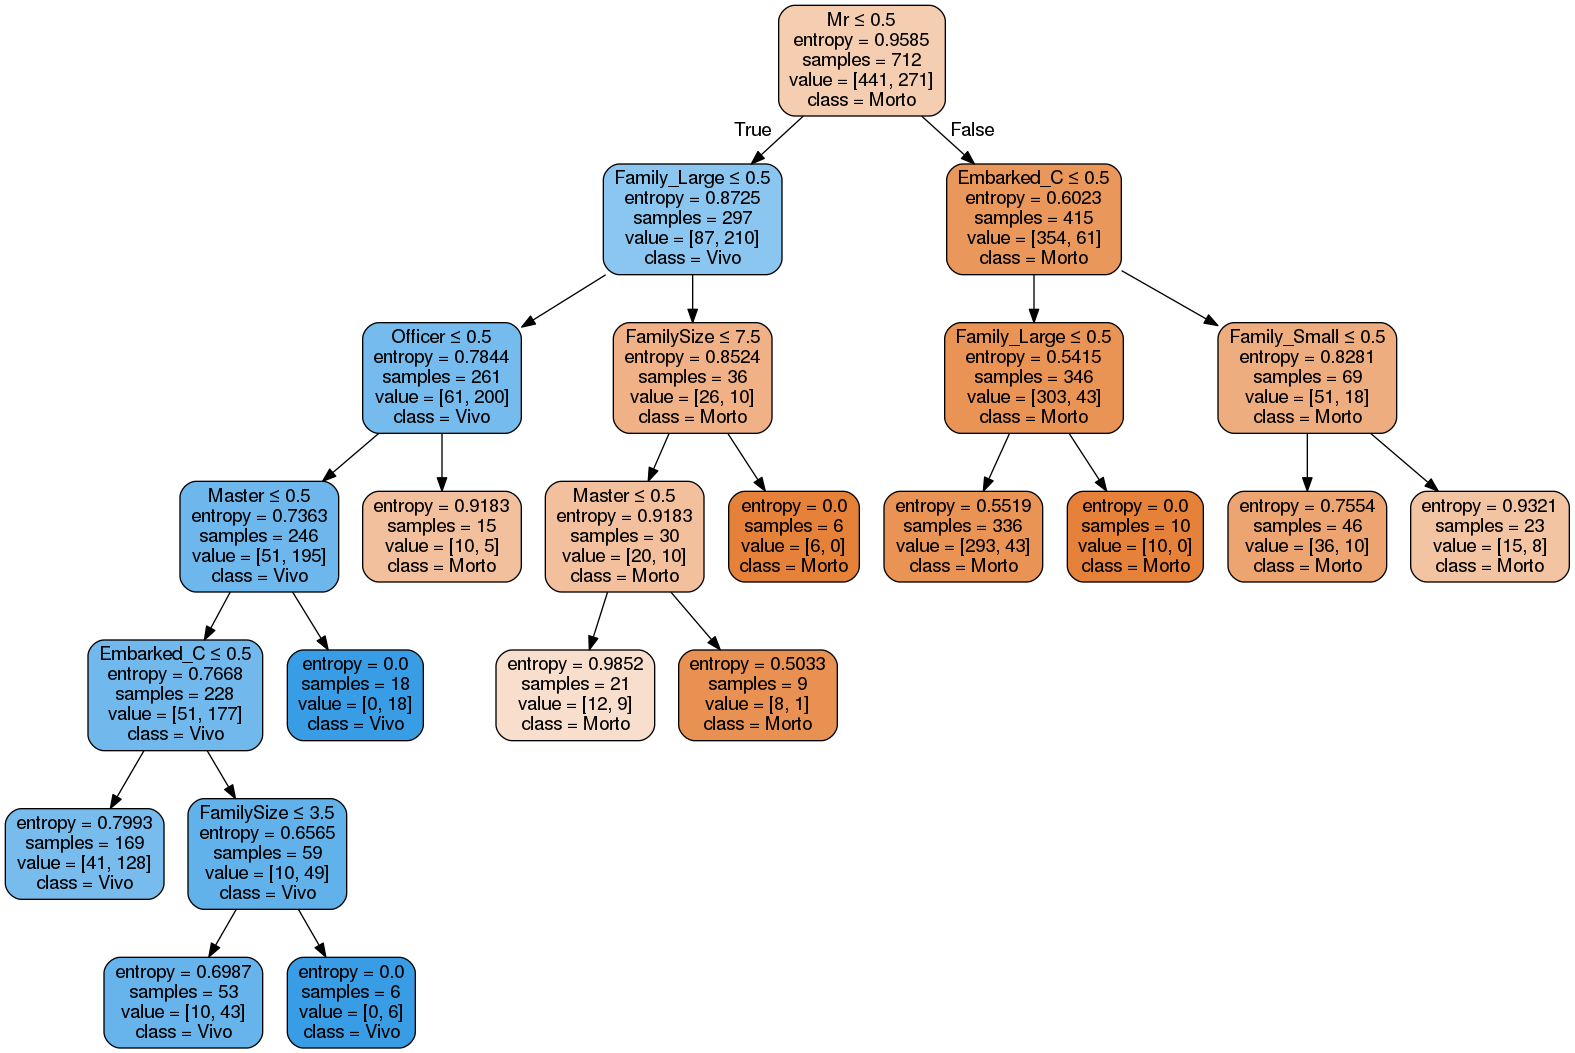 Mr ≤ 0.5
entropy = 0.9585
samples = 712
value = [441, 271]
class = Morto
True
False
Family_Large ≤ 0.5
entropy = 0.8725
samples = 297
value = [87, 210]
class = Vivo
Embarked_C ≤ 0.5
entropy = 0.6023
samples = 415
value = [354, 61]
class = Morto
Officer ≤ 0.5
entropy = 0.7844
samples = 261
value = [61, 200]
class = Vivo
FamilySize ≤ 7.5
entropy = 0.8524
samples = 36
value = [26, 10]
class = Morto
Family_Large ≤ 0.5
entropy = 0.5415
samples = 346
value = [303, 43]
class = Morto
Family_Small ≤ 0.5
entropy = 0.8281
samples = 69
value = [51, 18]
class = Morto
Master ≤ 0.5
entropy = 0.7363
samples = 246
value = [51, 195]
class = Vivo
entropy = 0.9183
samples = 15
value = [10, 5]
class = Morto
Master ≤ 0.5
entropy = 0.9183
samples = 30
value = [20, 10]
class = Morto
entropy = 0.0
samples = 6
value = [6, 0]
class = Morto
entropy = 0.5519
samples = 336
value = [293, 43]
class = Morto
entropy = 0.0
samples = 10
value = [10, 0]
class = Morto
entropy = 0.7554
samples = 46
value = [36, 10]
class = Morto
entropy = 0.9321
samples = 23
value = [15, 8]
class = Morto
Embarked_C ≤ 0.5
entropy = 0.7668
samples = 228
value = [51, 177]
class = Vivo
entropy = 0.0
samples = 18
value = [0, 18]
class = Vivo
entropy = 0.9852
samples = 21
value = [12, 9]
class = Morto
entropy = 0.5033
samples = 9
value = [8, 1]
class = Morto
entropy = 0.7993
samples = 169
value = [41, 128]
class = Vivo
FamilySize ≤ 3.5
entropy = 0.6565
samples = 59
value = [10, 49]
class = Vivo
entropy = 0.6987
samples = 53
value = [10, 43]
class = Vivo
entropy = 0.0
samples = 6
value = [0, 6]
class = Vivo